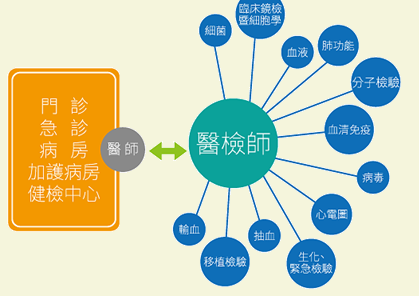 門 診
急 診
病 房
加護病房
健檢中心
醫 師
醫檢師
細菌
臨床鏡檢
暨細胞學
血液
肺功能
分子檢驗
血清免疫
病毒
心電圖
生化、
緊急檢驗
抽血
移植檢驗
輸血